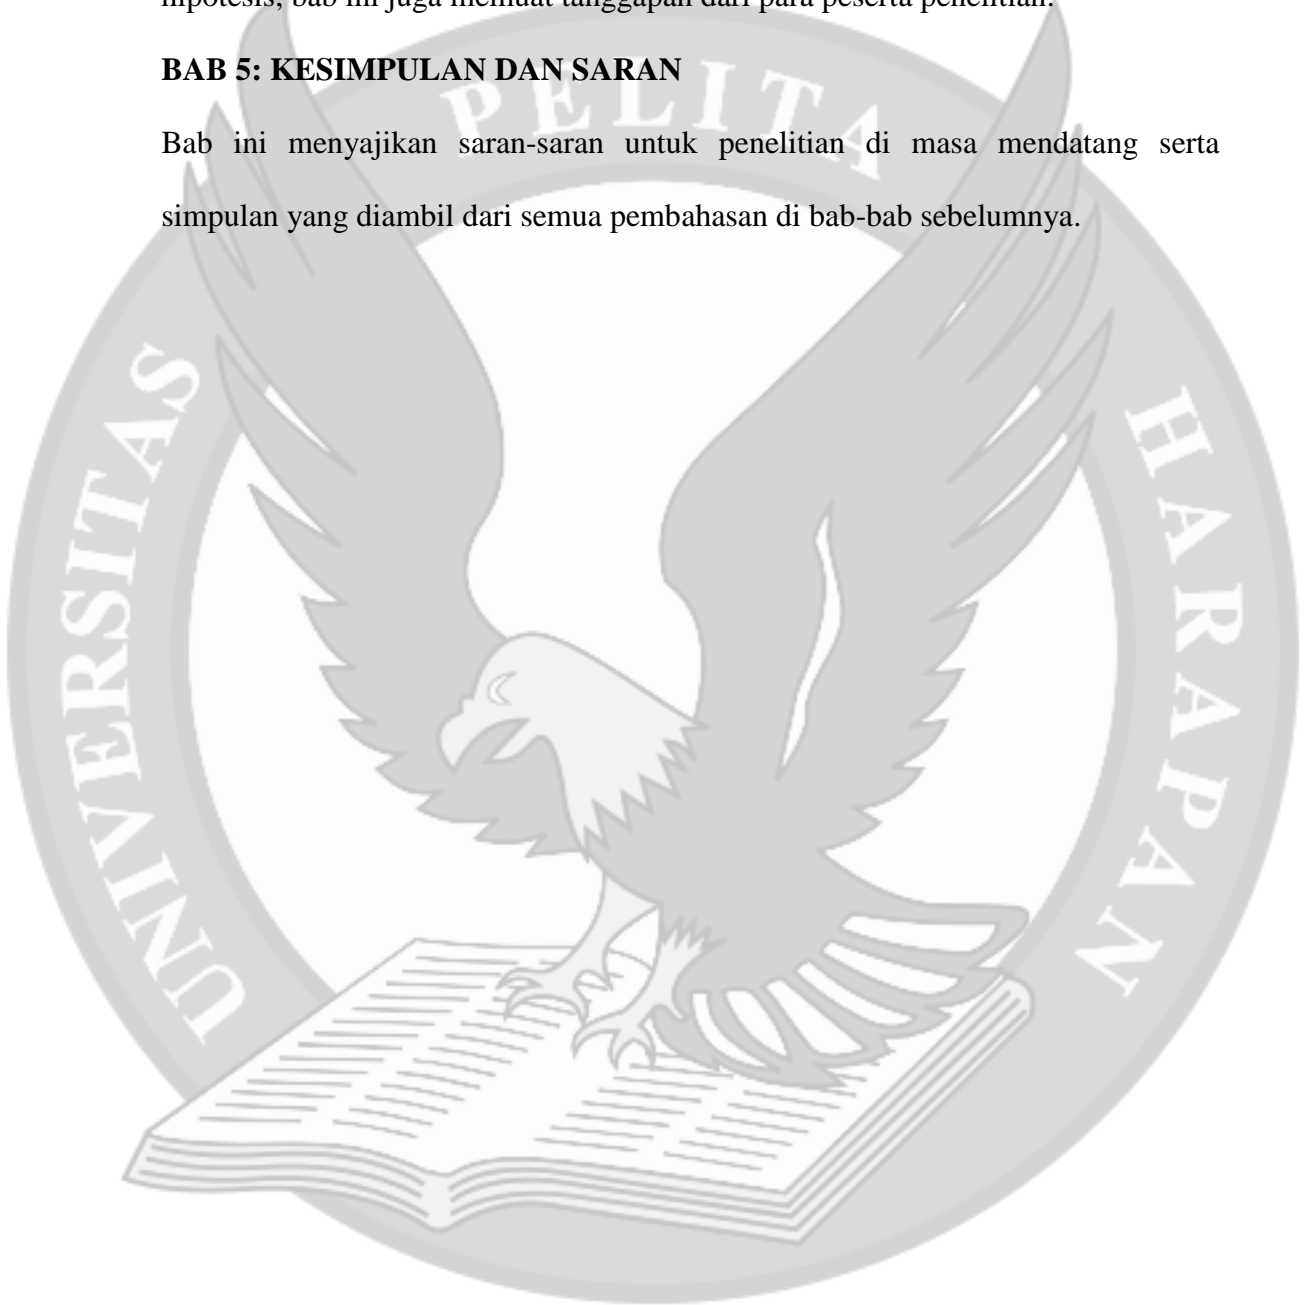 hipotesis, bab ini juga memuat tanggapan dari para peserta penelitian.
BAB 5: KESIMPULAN DAN SARAN
Bab ini menyajikan saran-saran untuk penelitian di masa mendatang serta
simpulan yang diambil dari semua pembahasan di bab-bab sebelumnya.
UNIVERSITAS PELITA HARAPAN